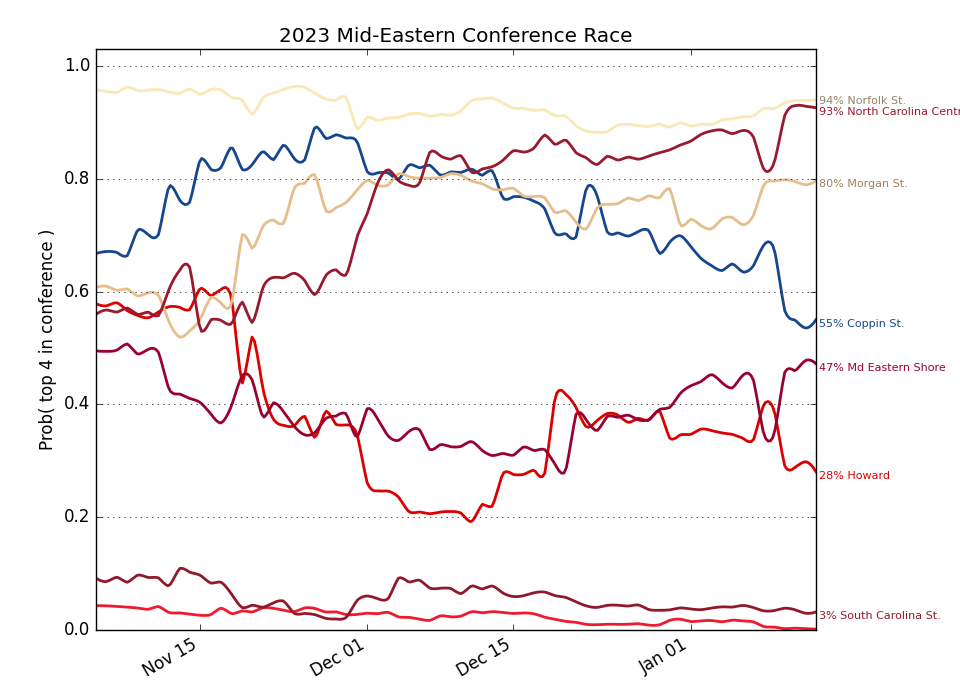 2023 Mid-Eastern Conference Race
Prob( top 4 in conference )
1.0
0.8
0.6
0.4
0.2
0.0
Nov 15
Dec 01
Dec 15
Jan 01
94% Norfolk St.
93% North Carolina Centr
80% Morgan St.
55% Coppin St.
47% Md Eastern Shore
28% Howard
3% South Carolina St.